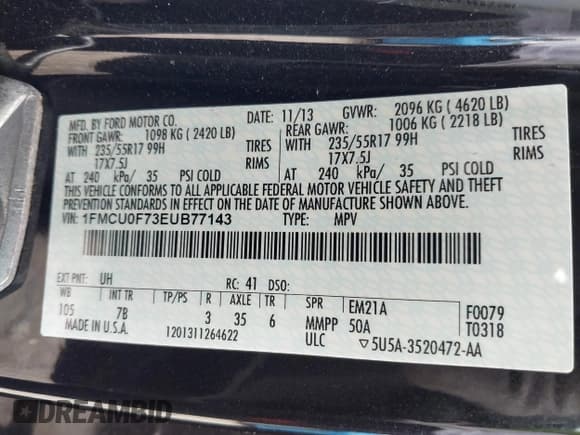 MFD. BY FORD MOTOR CO.
DATE: 11/13 GVWR: 2096 KG ( 4620 LB)
FRONT GAWR: 1098 KG ( 2420 LB) REAR GAWR: 1006 KG ( 2218 LB)
WITH 235/55R17 99H TIRES WITH 235/55R17 99H TIRES
17X7.5J RIMS 17X7.5J RIMS
AT 240 kPa/ 35 PSI COLD AT 240 kPa/ 35 PSI COLD
THIS VEHICLE CONFORMS TO ALL APPLICABLE FEDERAL MOTOR VEHICLE SAFETY AND THEFT
PREVENTION STANDARDS IN EFFECT ON THE DATE OF MANUFACTURE SHOWN ABOVE.
VIN: 1FMCU0F73EUB77143 TYPE: MPV
EXT PNT: UH RC: 41 DSO:
WB INT TR TP/PS R AXLE TR SPR EM21A F0079
105 7B 3 35 6 MMPP 50A T0318
MADE IN U.S.A. 1201311264622 ULC ▽5U5A-3520472-AA
DREAMBID